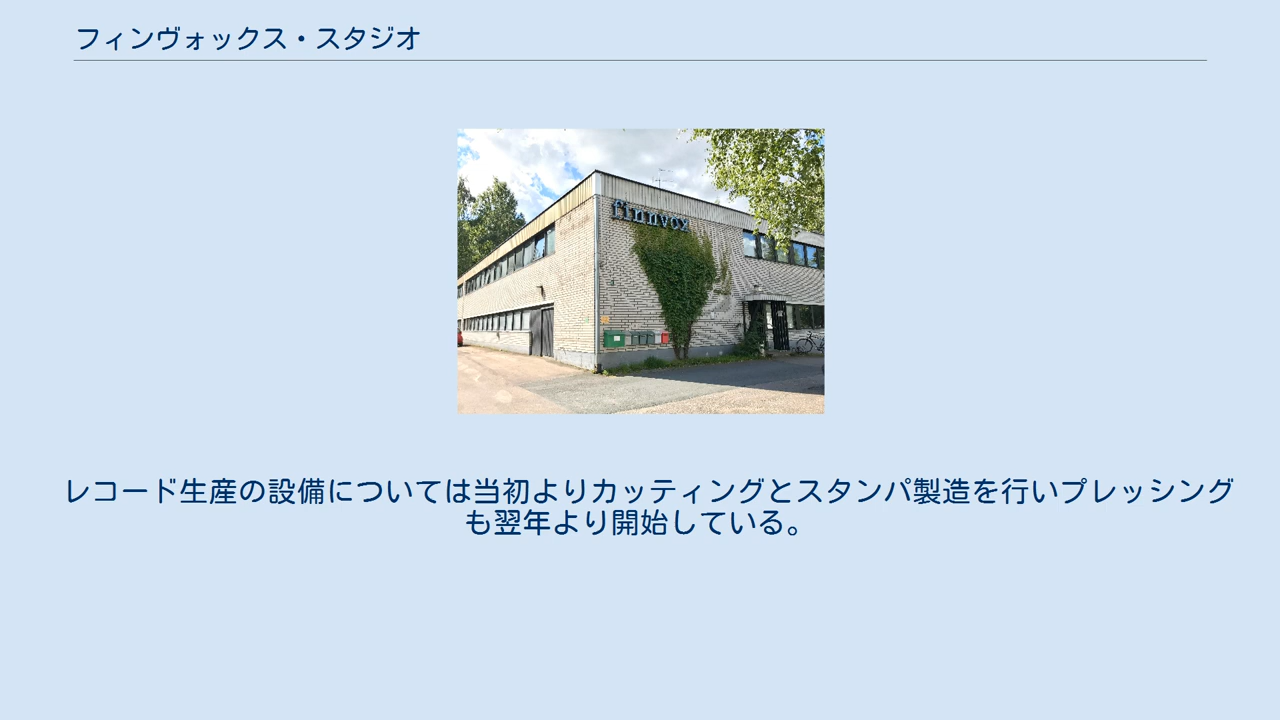 フィンヴォックス・スタジオ
finnvox
レコード生産の設備については当初よりカッティングとスタンパ製造を行いプレッシング
も翌年より開始している。